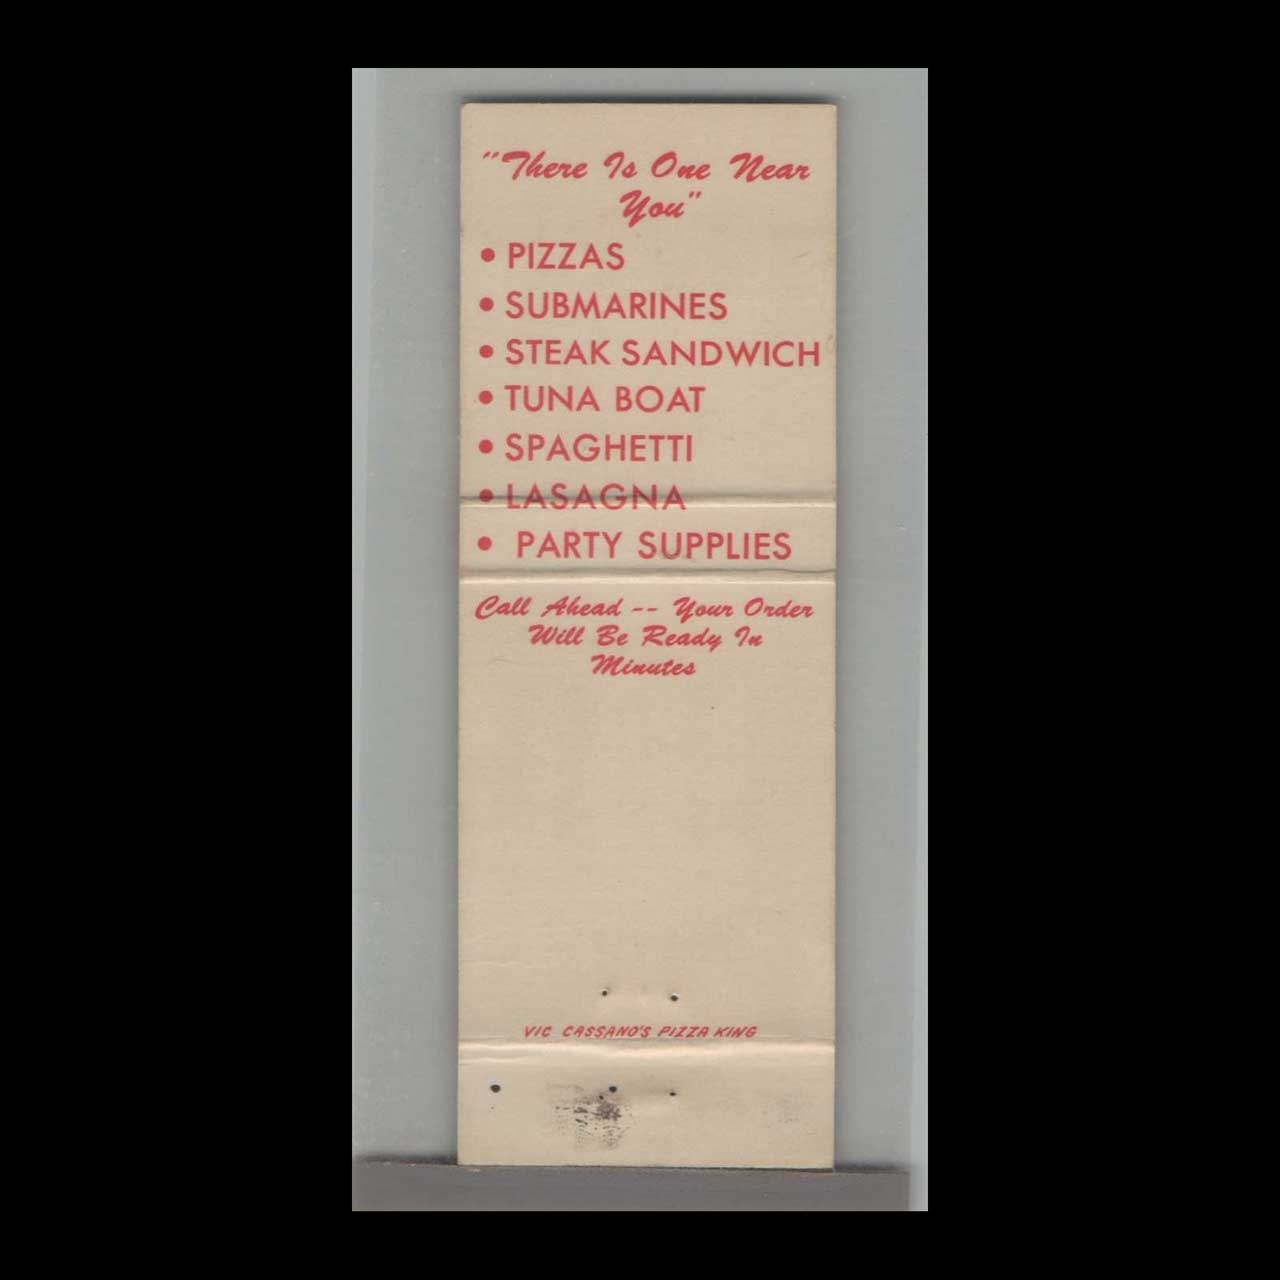 "There Is One Near
You"
• PIZZAS
• SUBMARINES
• STEAK SANDWICH
• TUNA BOAT
• SPAGHETTI
• LASAGNA
• PARTY SUPPLIES
Call Ahead -- Your Order
Will Be Ready In
Minutes
VIC CASSANO'S PIZZA KING